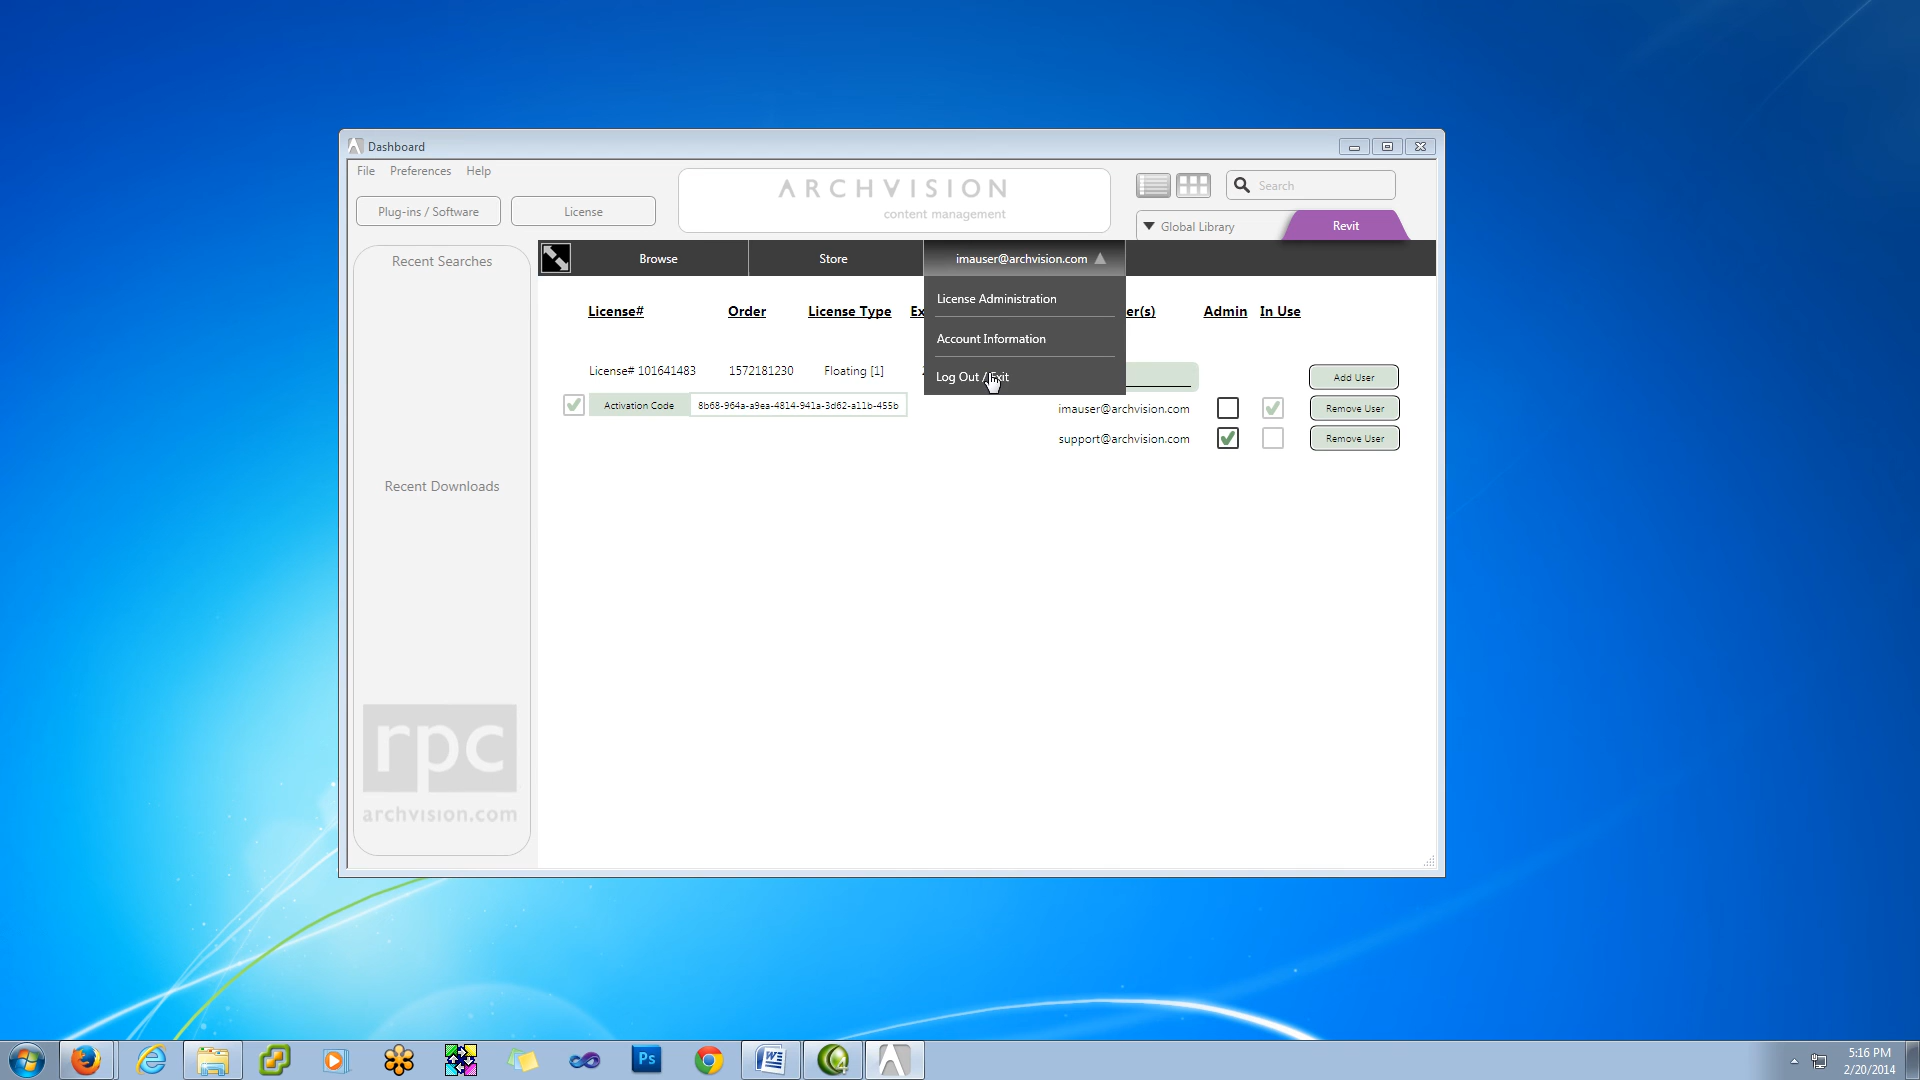 Dashboard
File Preferences Help
Plug-ins / Software License
ARCHVISION
content management
Search
Global Library Revit
Browse Store imauser@archvision.com
Recent Searches
License Administration
License# Order License Type Ex er(s) Admin In Use
Account Information
License# 101641483 1572181230 Floating [1]
Log Out / Exit
Add User
Activation Code 8b68-964a-a9ea-4814-941a-3d62-a11b-455b
imauser@archvision.com Remove User
support@archvision.com Remove User
Recent Downloads
rpc
archvision.com
Ps
W
4
5:16 PM
2/20/2014